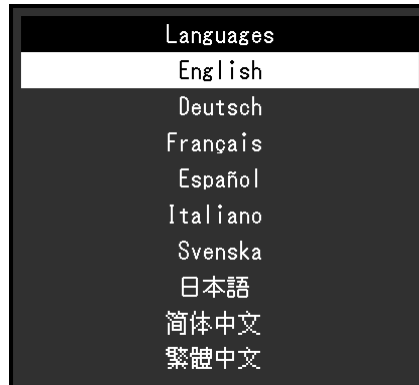 Languages
English
Deutsch
Français
Español
Italiano
Svenska
日本語
简体中文
繁體中文